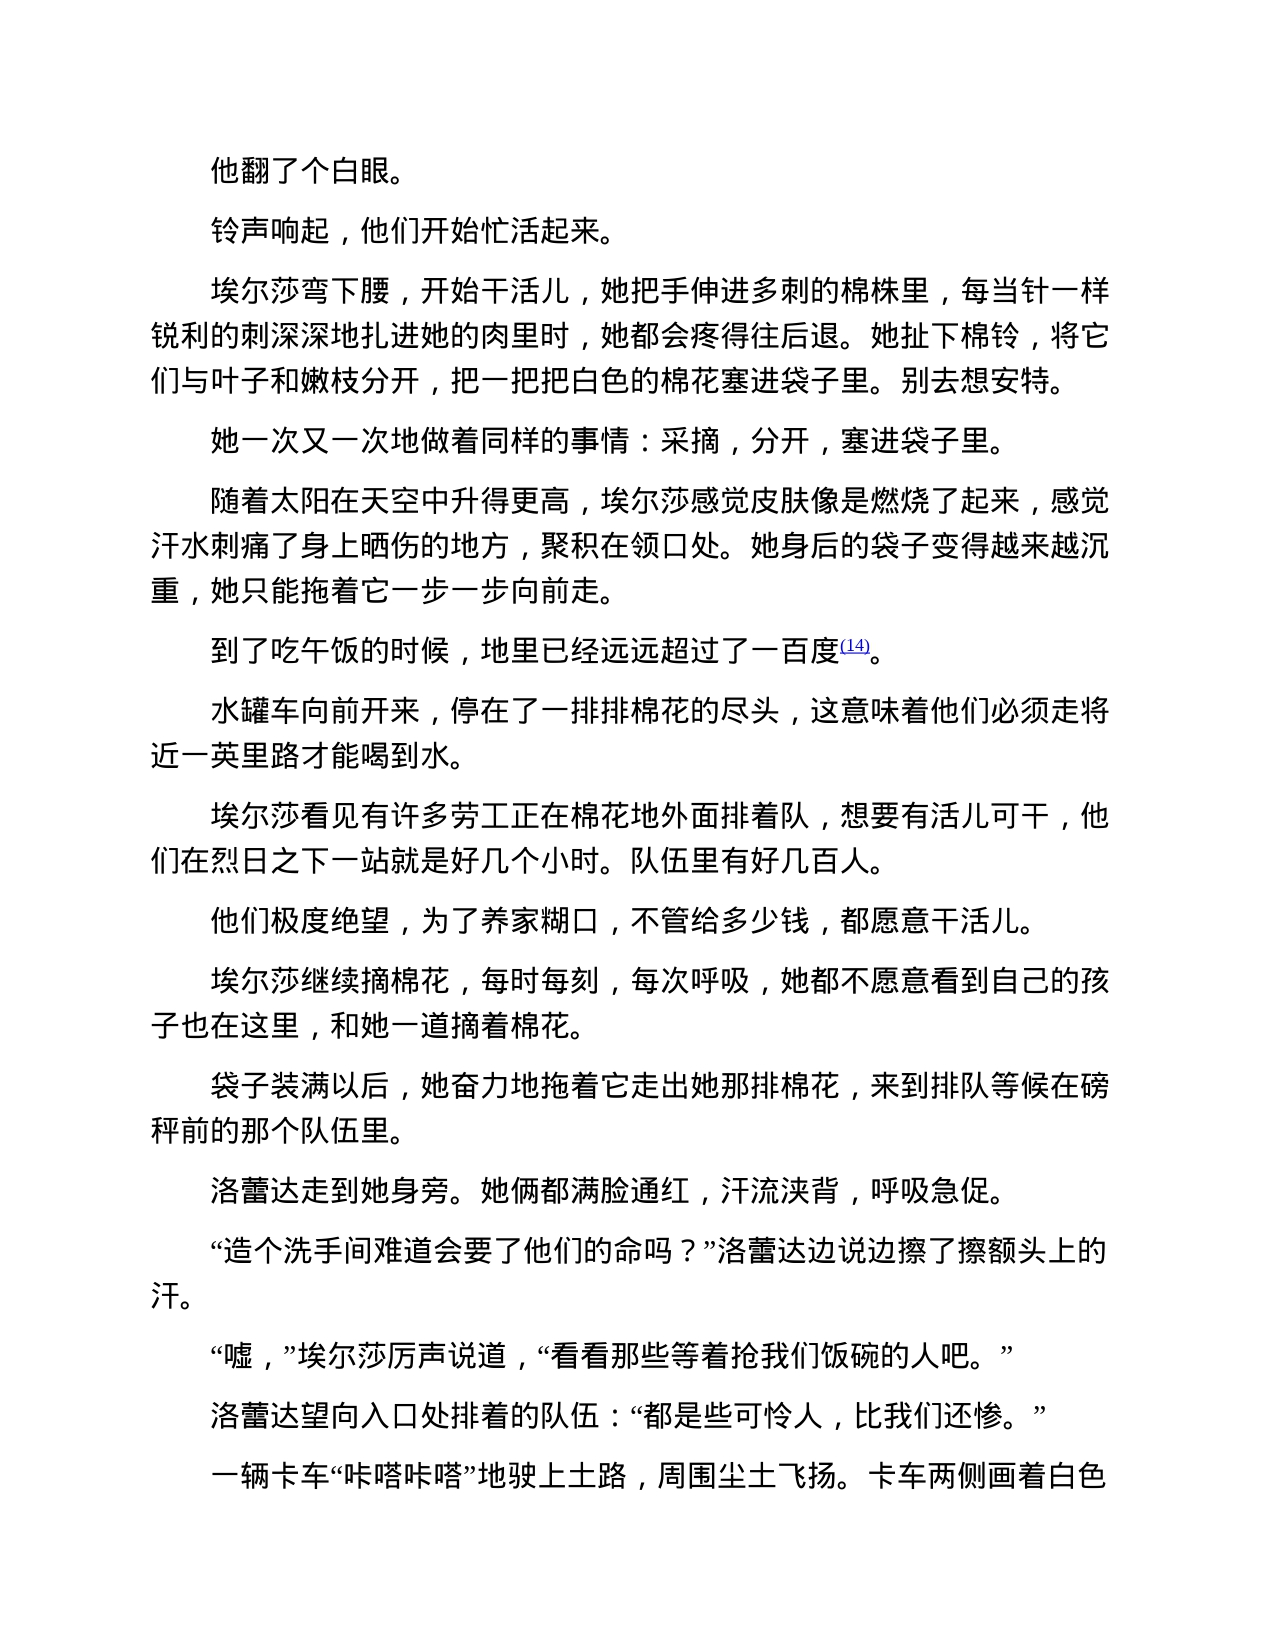 他翻了个白眼。
铃声响起，他们开始忙活起来。
埃尔莎弯下腰，开始干活儿，她把手伸进多刺的棉株里，每当针一样
锐利的刺深深地扎进她的肉里时，她都会疼得往后退。她扯下棉铃，将它
们与叶子和嫩枝分开，把一把把白色的棉花塞进袋子里。别去想安特。
她一次又一次地做着同样的事情：采摘，分开，塞进袋子里。
随着太阳在天空中升得更高，埃尔莎感觉皮肤像是燃烧了起来，感觉
汗水刺痛了身上晒伤的地方，聚积在领口处。她身后的袋子变得越来越沉
重，她只能拖着它一步一步向前走。
到了吃午饭的时候，地里已经远远超过了一百度(14)。
水罐车向前开来，停在了一排排棉花的尽头，这意味着他们必须走将
近一英里路才能喝到水。
埃尔莎看见有许多劳工正在棉花地外面排着队，想要有活儿可干，他
们在烈日之下一站就是好几个小时。队伍里有好几百人。
他们极度绝望，为了养家糊口，不管给多少钱，都愿意干活儿。
埃尔莎继续摘棉花，每时每刻，每次呼吸，她都不愿意看到自己的孩
子也在这里，和她一道摘着棉花。
袋子装满以后，她奋力地拖着它走出她那排棉花，来到排队等候在磅
秤前的那个队伍里。
洛蕾达走到她身旁。她俩都满脸通红，汗流浃背，呼吸急促。
“造个洗手间难道会要了他们的命吗？”洛蕾达边说边擦了擦额头上的
汗。
“嘘，”埃尔莎厉声说道，“看看那些等着抢我们饭碗的人吧。”
洛蕾达望向入口处排着的队伍：“都是些可怜人，比我们还惨。”
一辆卡车“咔嗒咔嗒”地驶上土路，周围尘土飞扬。卡车两侧画着白色